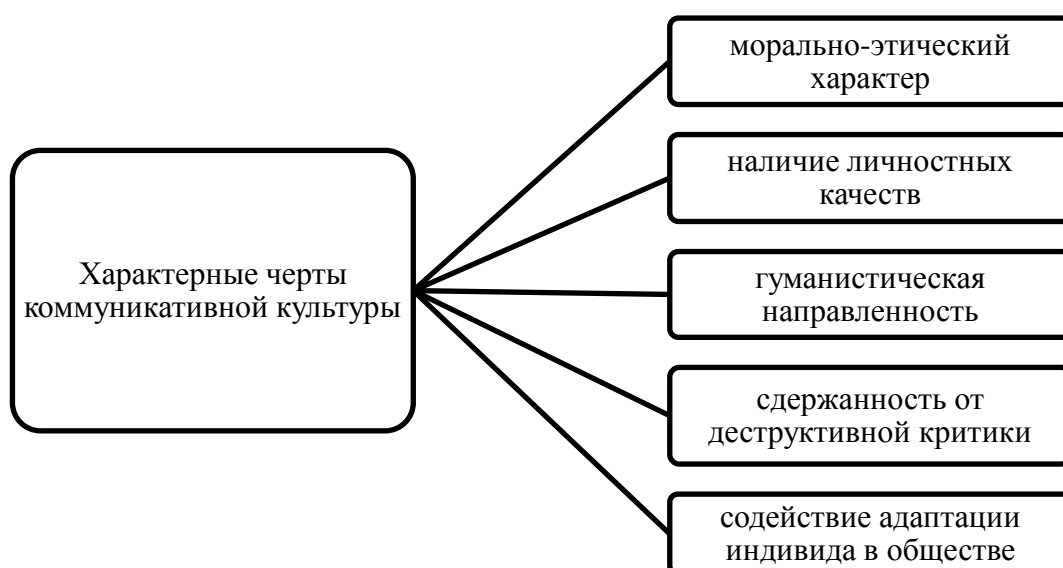 Характерные черты
коммуникативной культуры
морально-этический
характер
наличие личностных
качеств
гуманистическая
направленность
сдержанность от
деструктивной критики
содействие адаптации
индивида в обществе